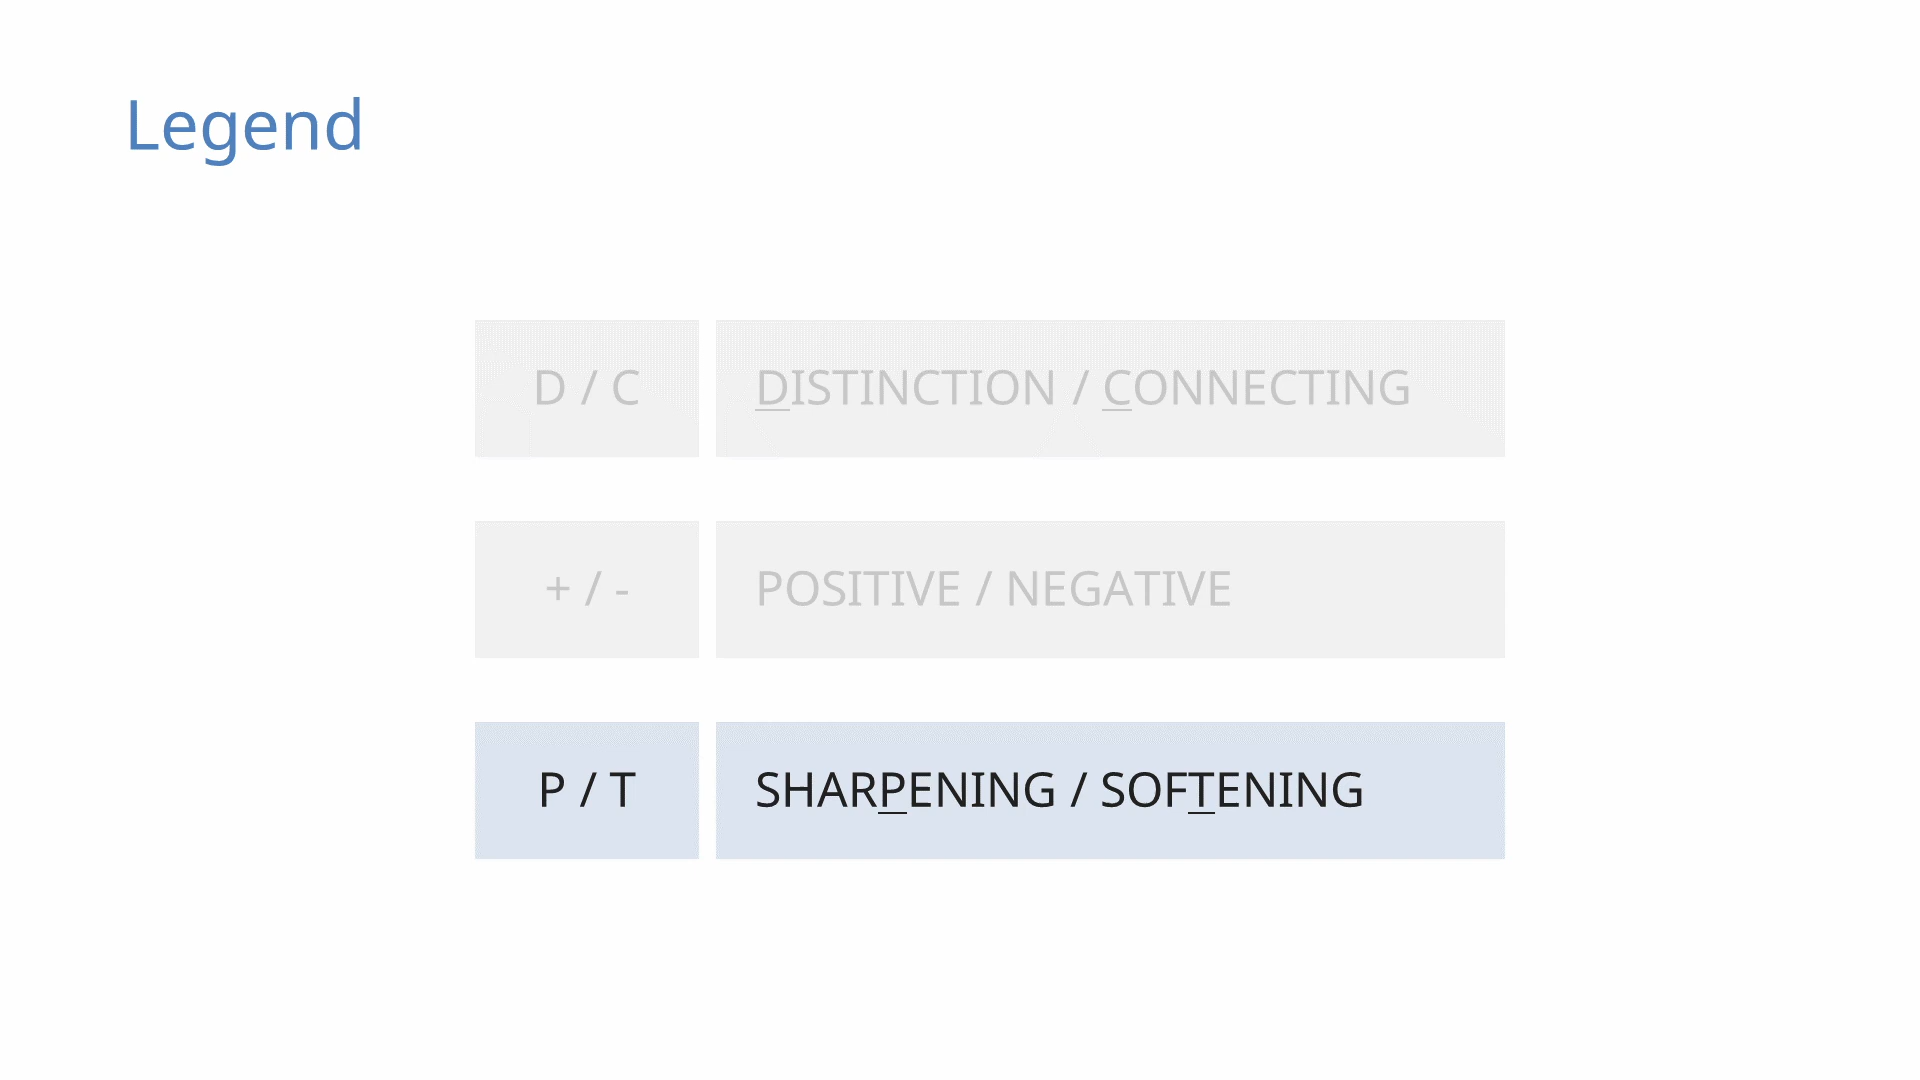 Legend
D / C DISTINCTION / CONNECTING
+ / - POSITIVE / NEGATIVE
P / T SHARPENING / SOFTENING